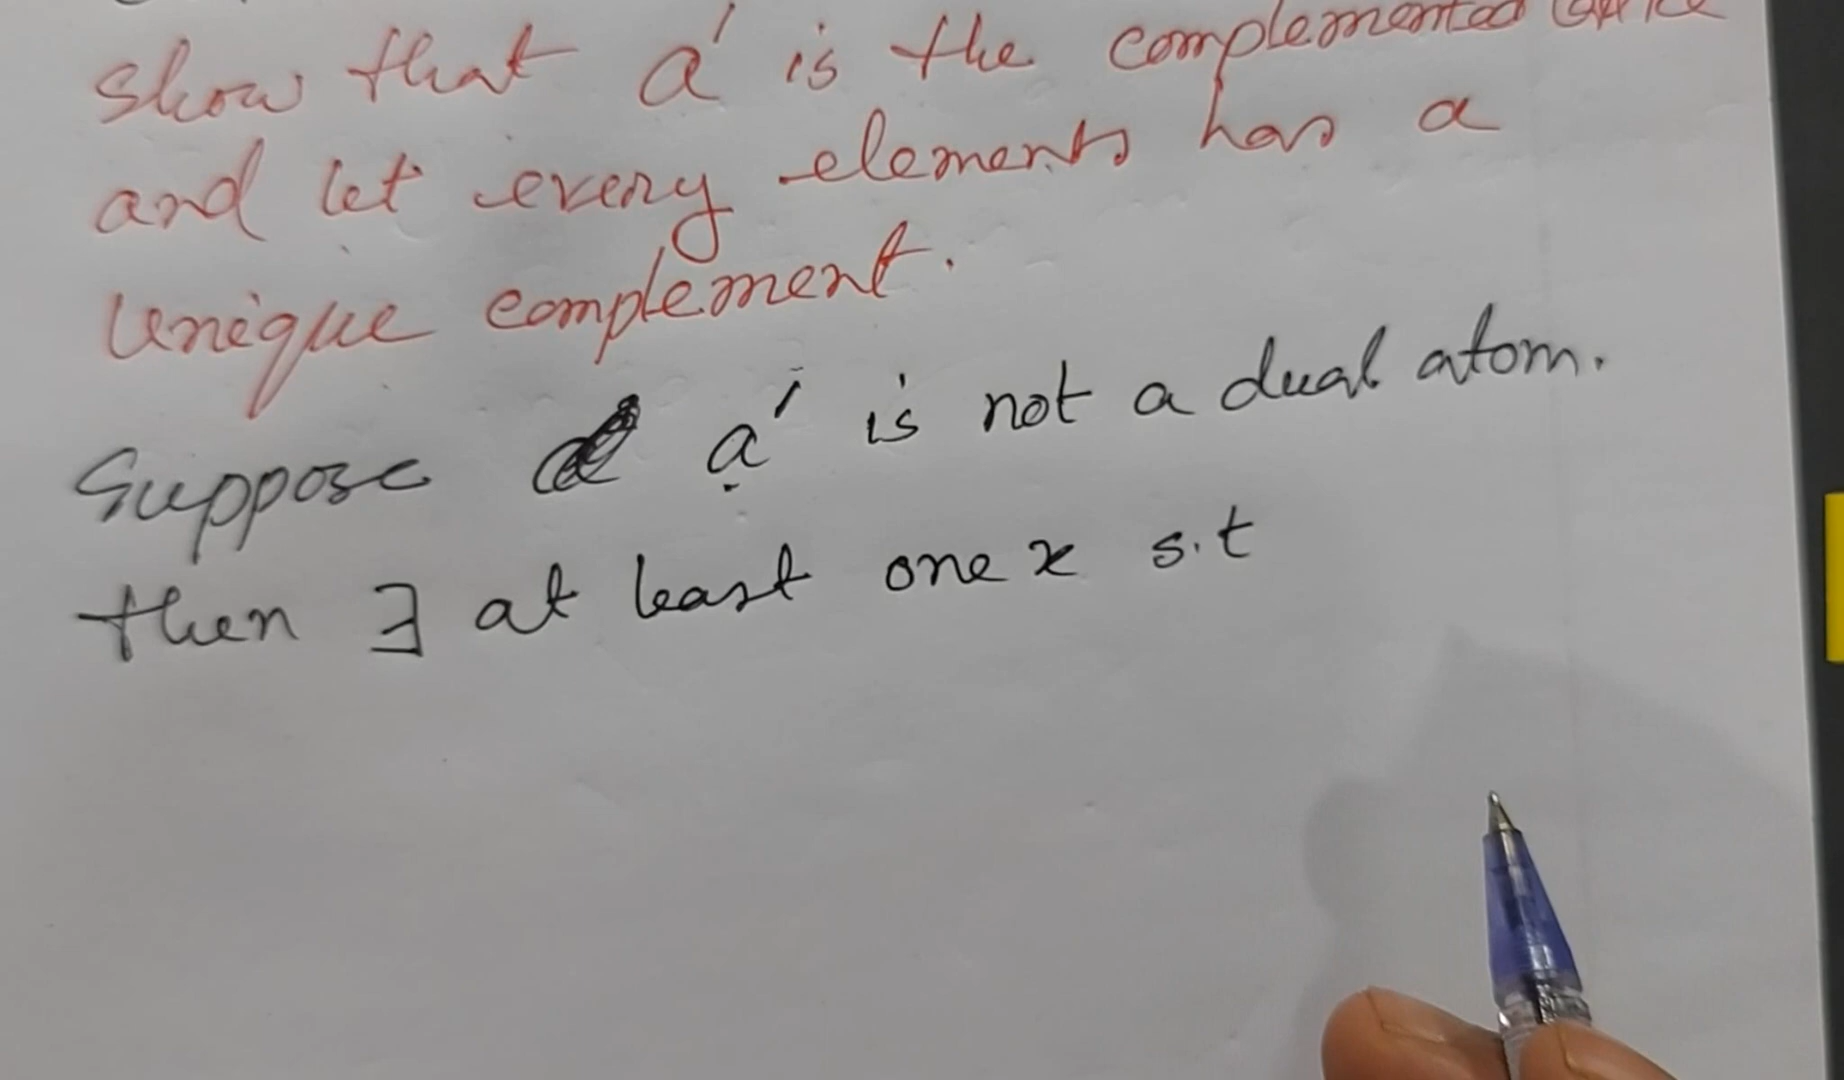 show that a' is the complemented
and let every elements has a
unique complement.
Suppose a' is not a dual atom.
then ∃ at least one x s.t